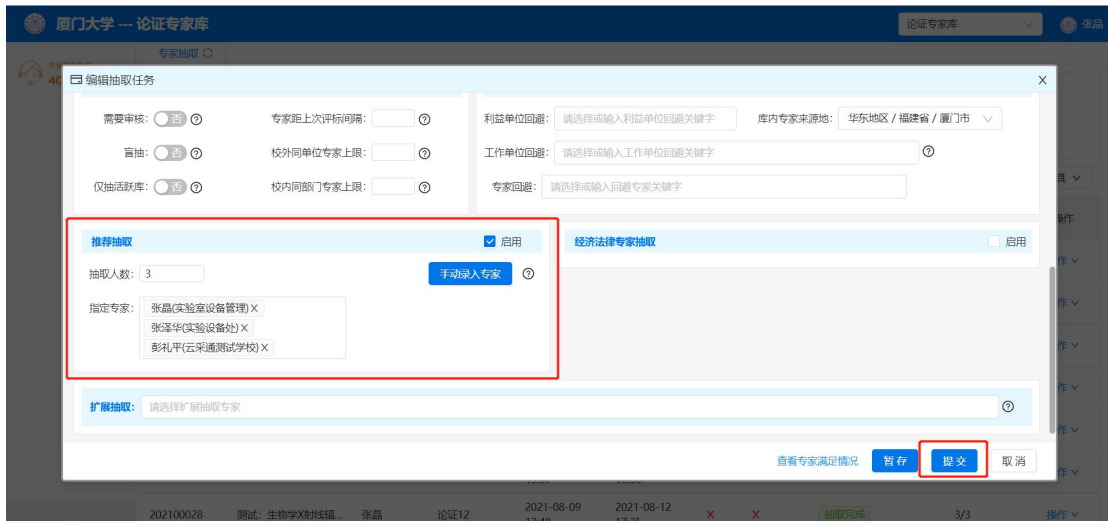 厦门大学 --- 论证专家库
论证专家库
张晶
专家抽取
40
编辑抽取任务
X
需要审核: 否
专家距上次评标间隔:
利益单位回避: 请选择或输入利益单位回避关键字
库内专家来源地: 华东地区 / 福建省 / 厦门市
盲抽: 否
校外同单位专家上限:
工作单位回避: 请选择或输入工作单位回避关键字
仅抽活跃库: 否
校内同部门专家上限:
专家回避: 请选择或输入回避专家关键字
推荐抽取
启用
经济法律专家抽取
启用
抽取人数: 3
手动录入专家
指定专家:
张晶(实验室设备管理) X
张泽华(实验设备处) X
彭礼平(云采通测试学校) X
扩展抽取: 请选择扩展抽取专家
查看专家满足情况
暂存
提交
取消
202100028
测试: 生物学X射线辐...
张晶
论证12
2021-08-09
2021-08-12
X
X
抽取完成
3/3
操作